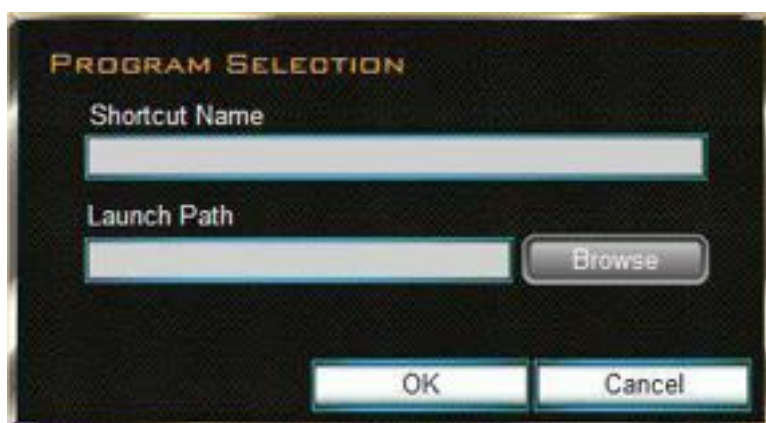 PROGRAM SELECTION
Shortcut Name
Launch Path
Browse
OK Cancel